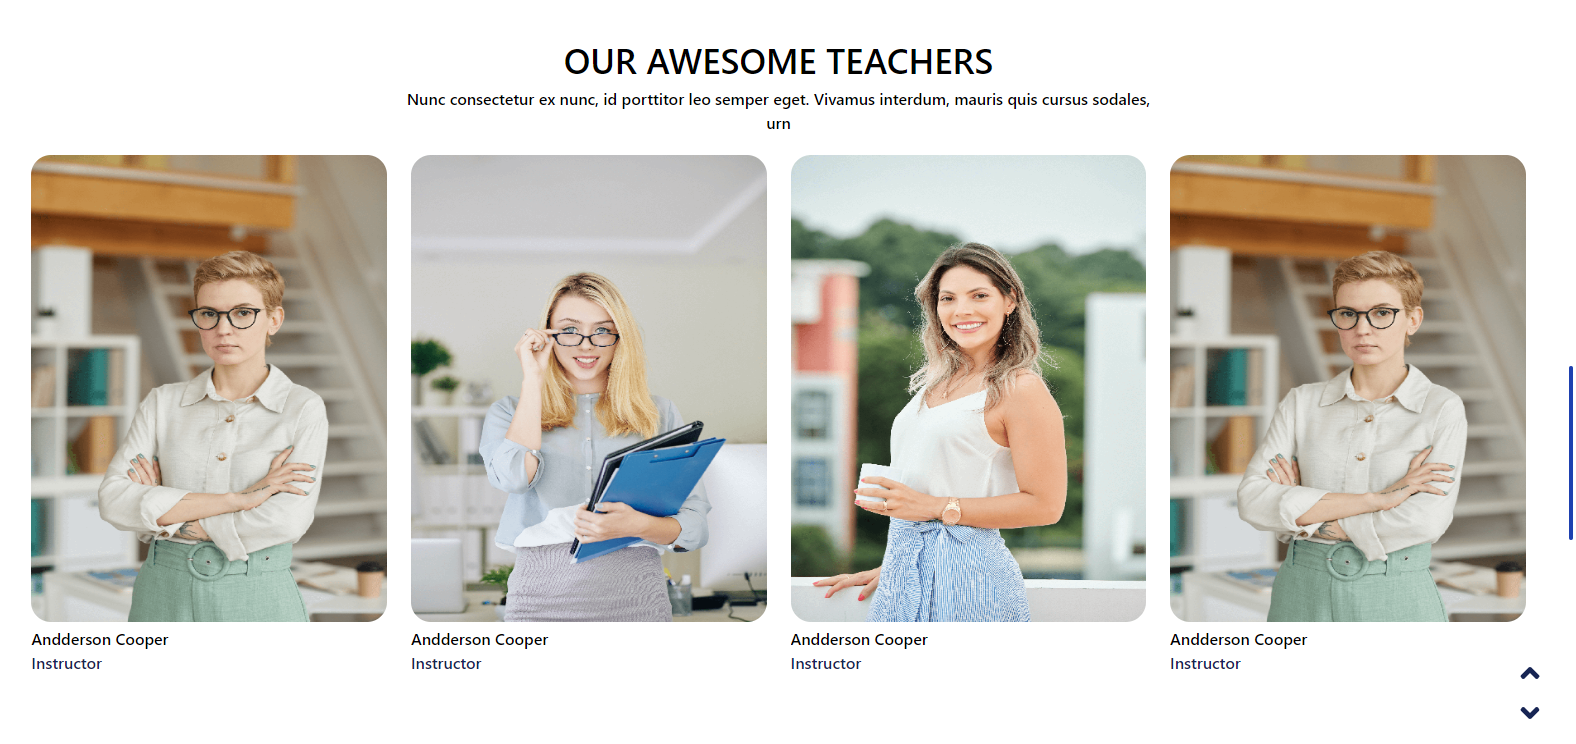 OUR AWESOME TEACHERS
Nunc consectetur ex nunc, id porttitor leo semper eget. Vivamus interdum, mauris quis cursus sodales,
urn
Andderson Cooper
Instructor
Andderson Cooper
Instructor
Andderson Cooper
Instructor
Andderson Cooper
Instructor